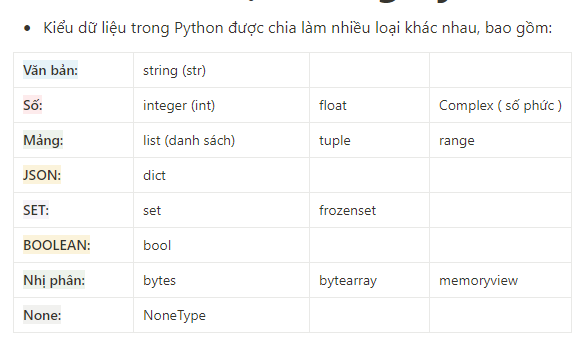 Kiểu dữ liệu trong Python được chia làm nhiều loại khác nhau, bao gồm:
Văn bản: string (str)
Số: integer (int) float Complex ( số phức )
Mảng: list (danh sách) tuple range
JSON: dict
SET: set frozenset
BOOLEAN: bool
Nhị phân: bytes bytearray memoryview
None: NoneType